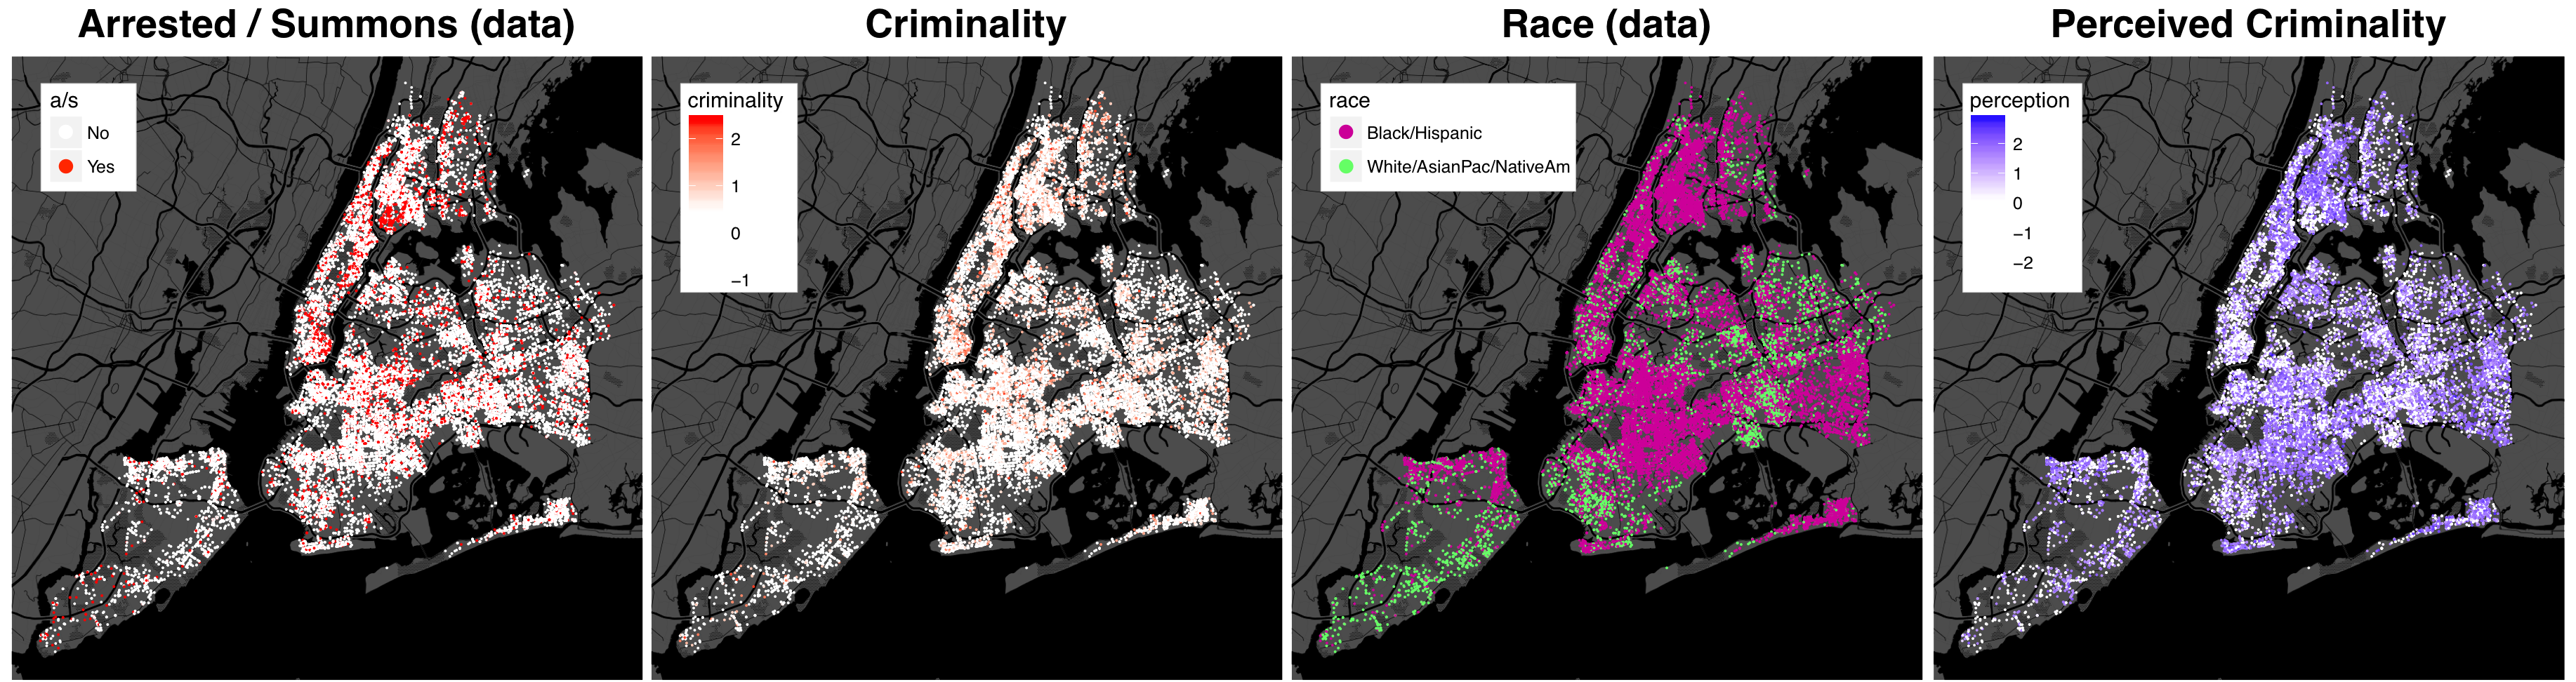 Arrested / Summons (data)
a/s
No
Yes
Criminality
criminality
2
1
0
−1
Race (data)
race
Black/Hispanic
White/AsianPac/NativeAm
Perceived Criminality
perception
2
1
0
−1
−2